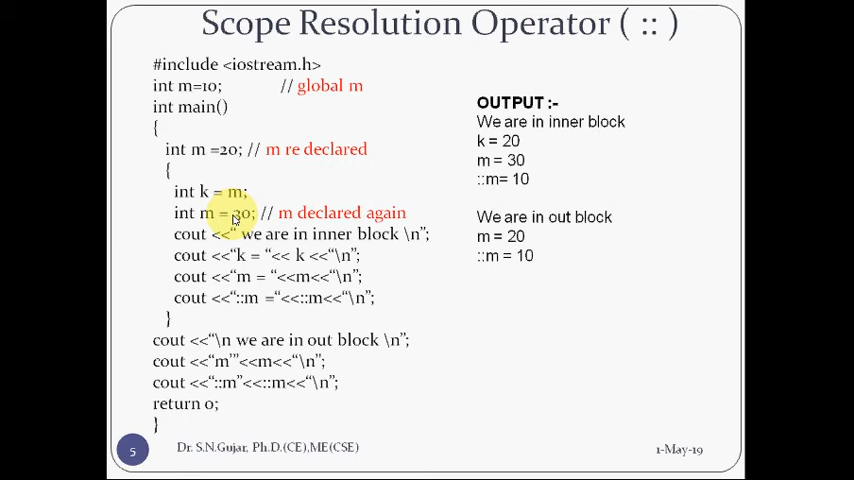 Scope Resolution Operator ( :: )
#include <iostream.h>
int m=10; // global m
int main()
{
int m =20; // m re declared
{
int k = m;
int m = 30; // m declared again
cout <<“ we are in inner block \n”;
cout <<“k = “<< k <<“\n”;
cout <<“m = “<<m<<“\n”;
cout <<“::m =“<<::m<<“\n”;
}
cout <<“\n we are in out block \n”;
cout <<“m’”<<m<<“\n”;
cout <<“::m”<<::m<<“\n”;
return 0;
}
OUTPUT :-
We are in inner block
k = 20
m = 30
::m= 10
We are in out block
m = 20
::m = 10
5
Dr. S.N.Gujar, Ph.D.(CE),ME(CSE)
1-May-19